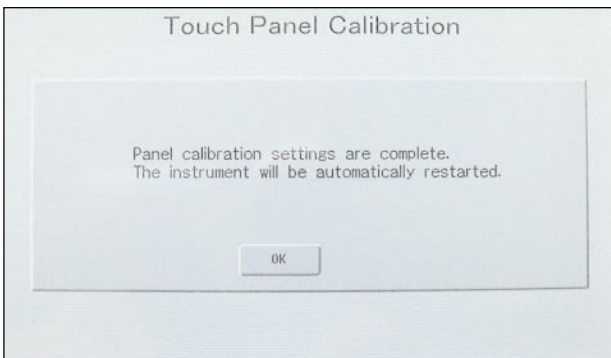 Touch Panel Calibration
Panel calibration settings are complete.
The instrument will be automatically restarted.
OK